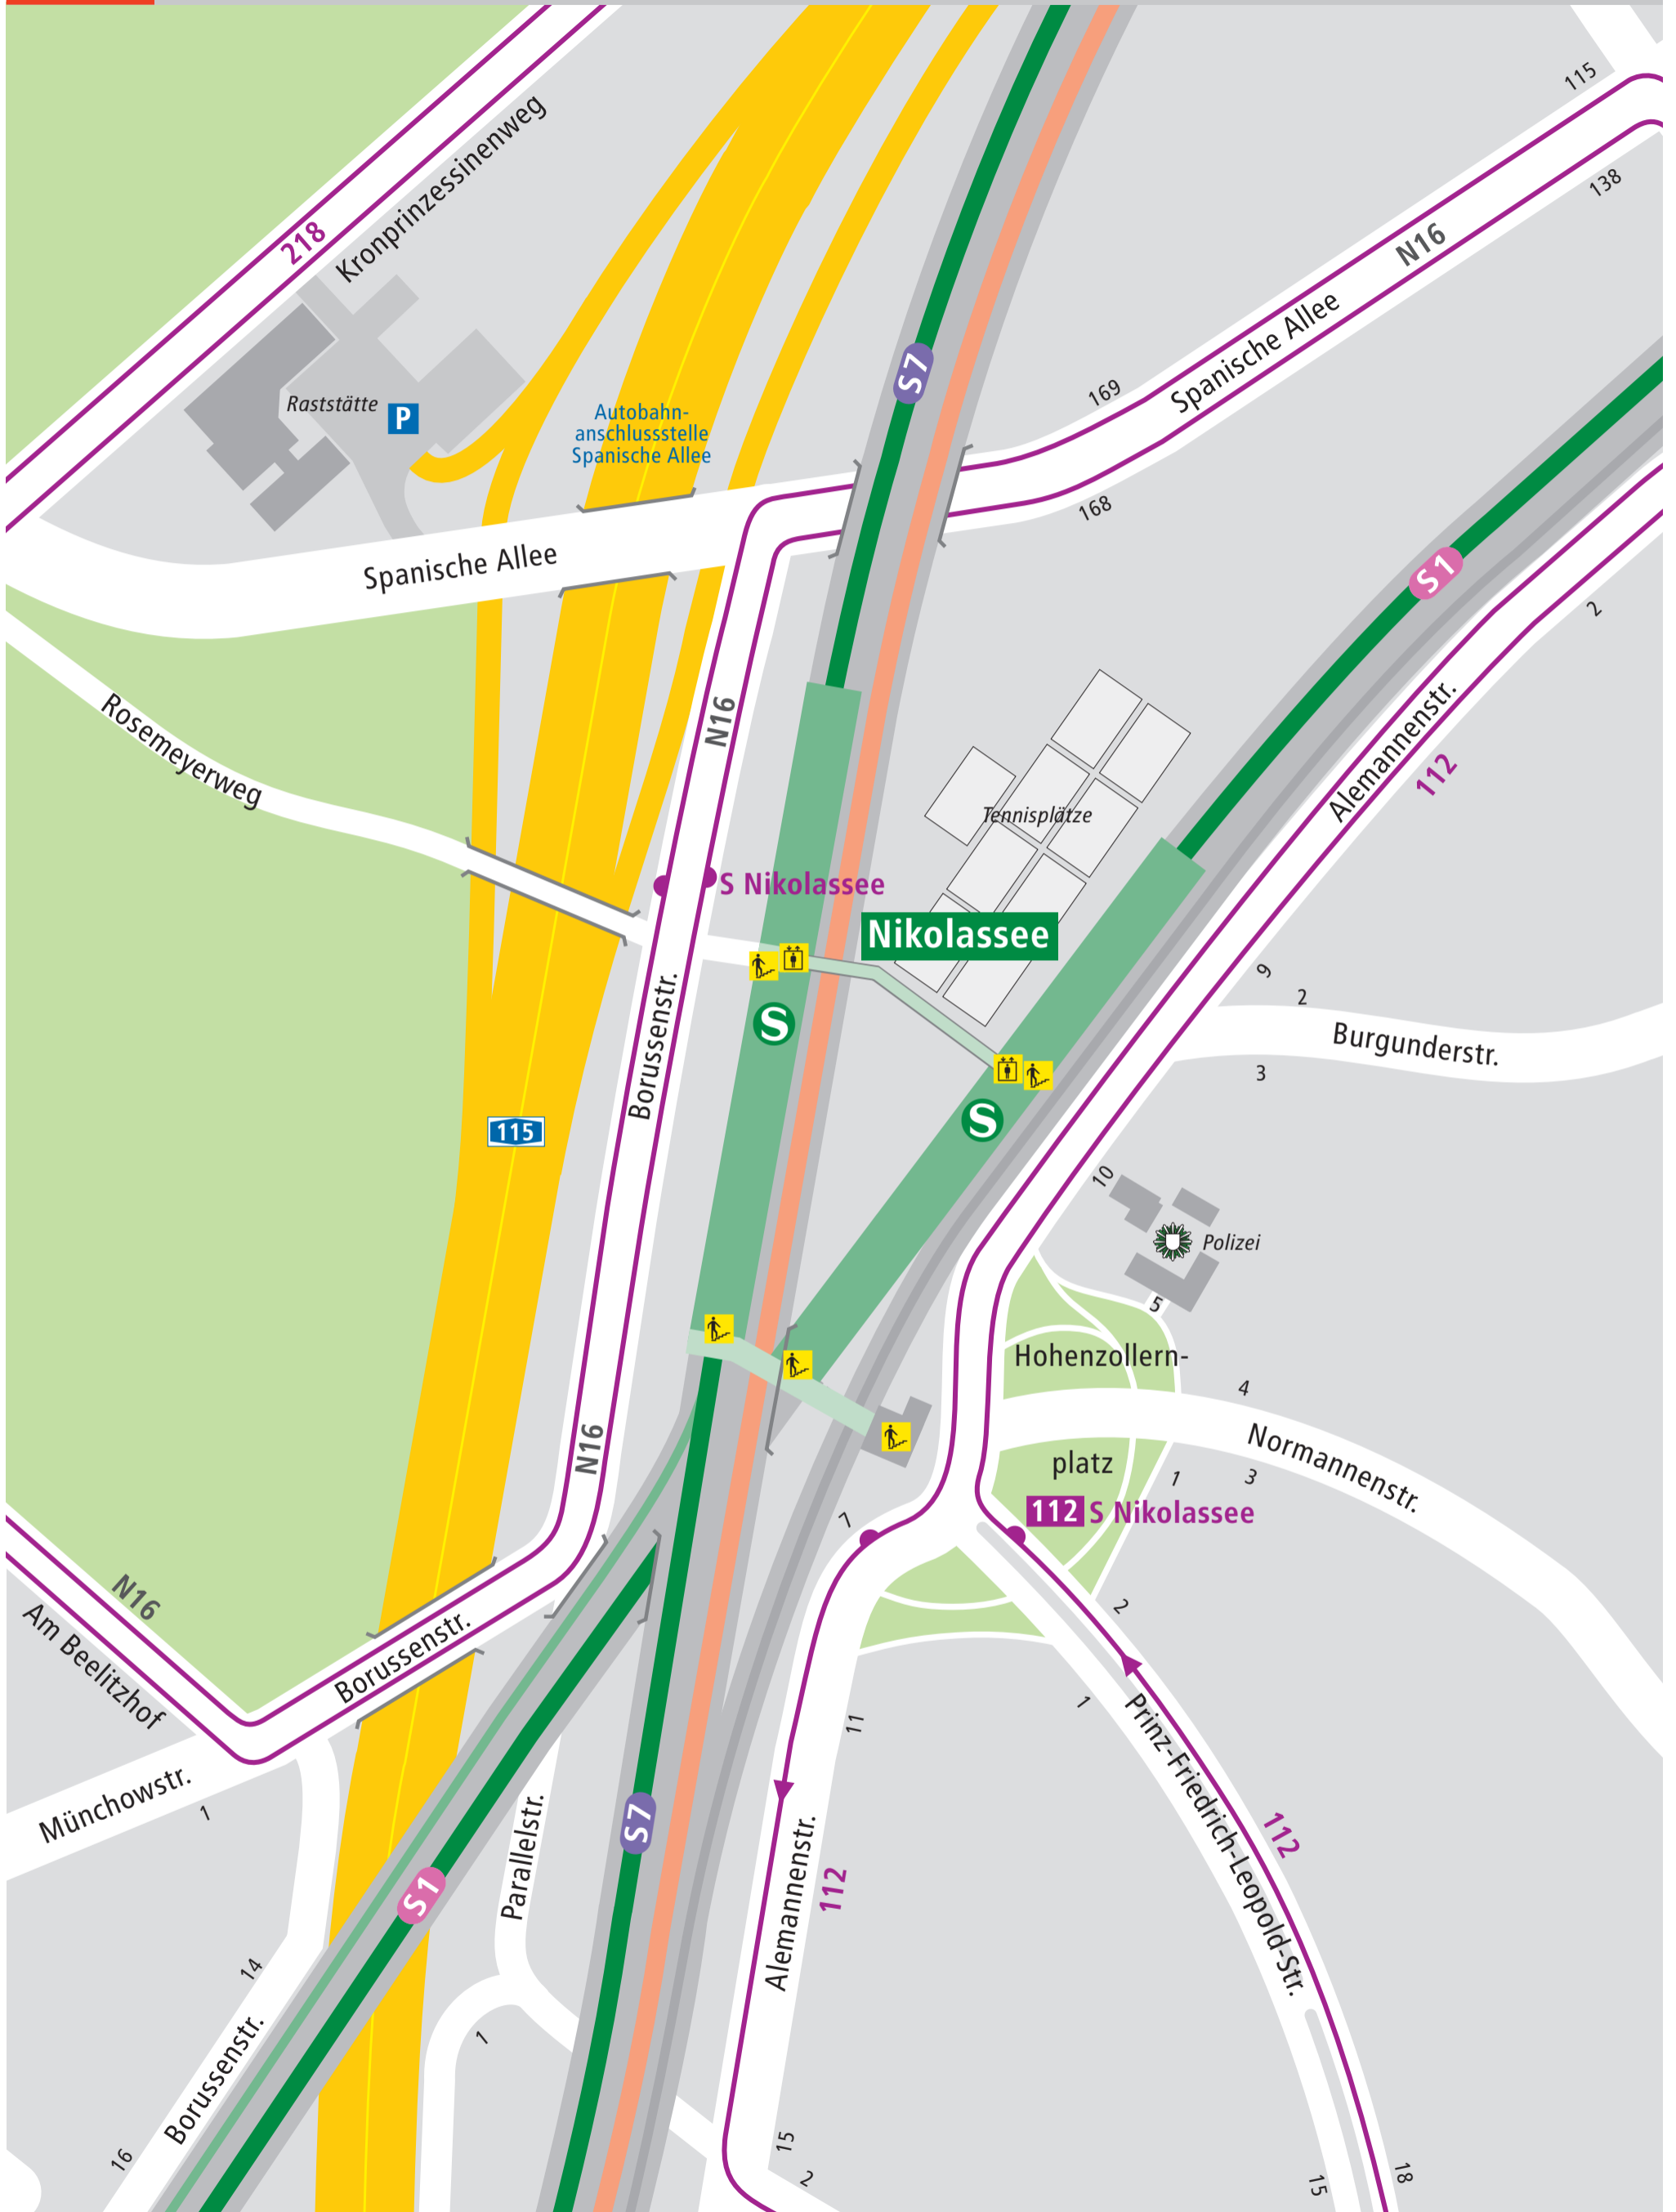 115
Kronprinzessinenweg
138
218
N16
Spanische Allee
S7
169
Raststätte
P
Autobahn-
anschlussstelle
Spanische Allee
168
Spanische Allee
S1
2
Rosemeyerweg
N16
Alemannenstr.
112
Tennisplätze
S Nikolassee
Nikolassee
9
2
S
Borussenstr.
Burgunderstr.
3
S
115
10
Polizei
5
Hohenzollern-
4
N16
Normannenstr.
platz
1
3
112 S Nikolassee
7
N16
2
Am Beelitzhof
Borussenstr.
1
11
Prinz-Friedrich-Leopold-Str.
Münchowstr.
1
Parallelstr.
S7
112
S1
112
Alemannenstr.
14
1
Borussenstr.
16
15
2
15
18